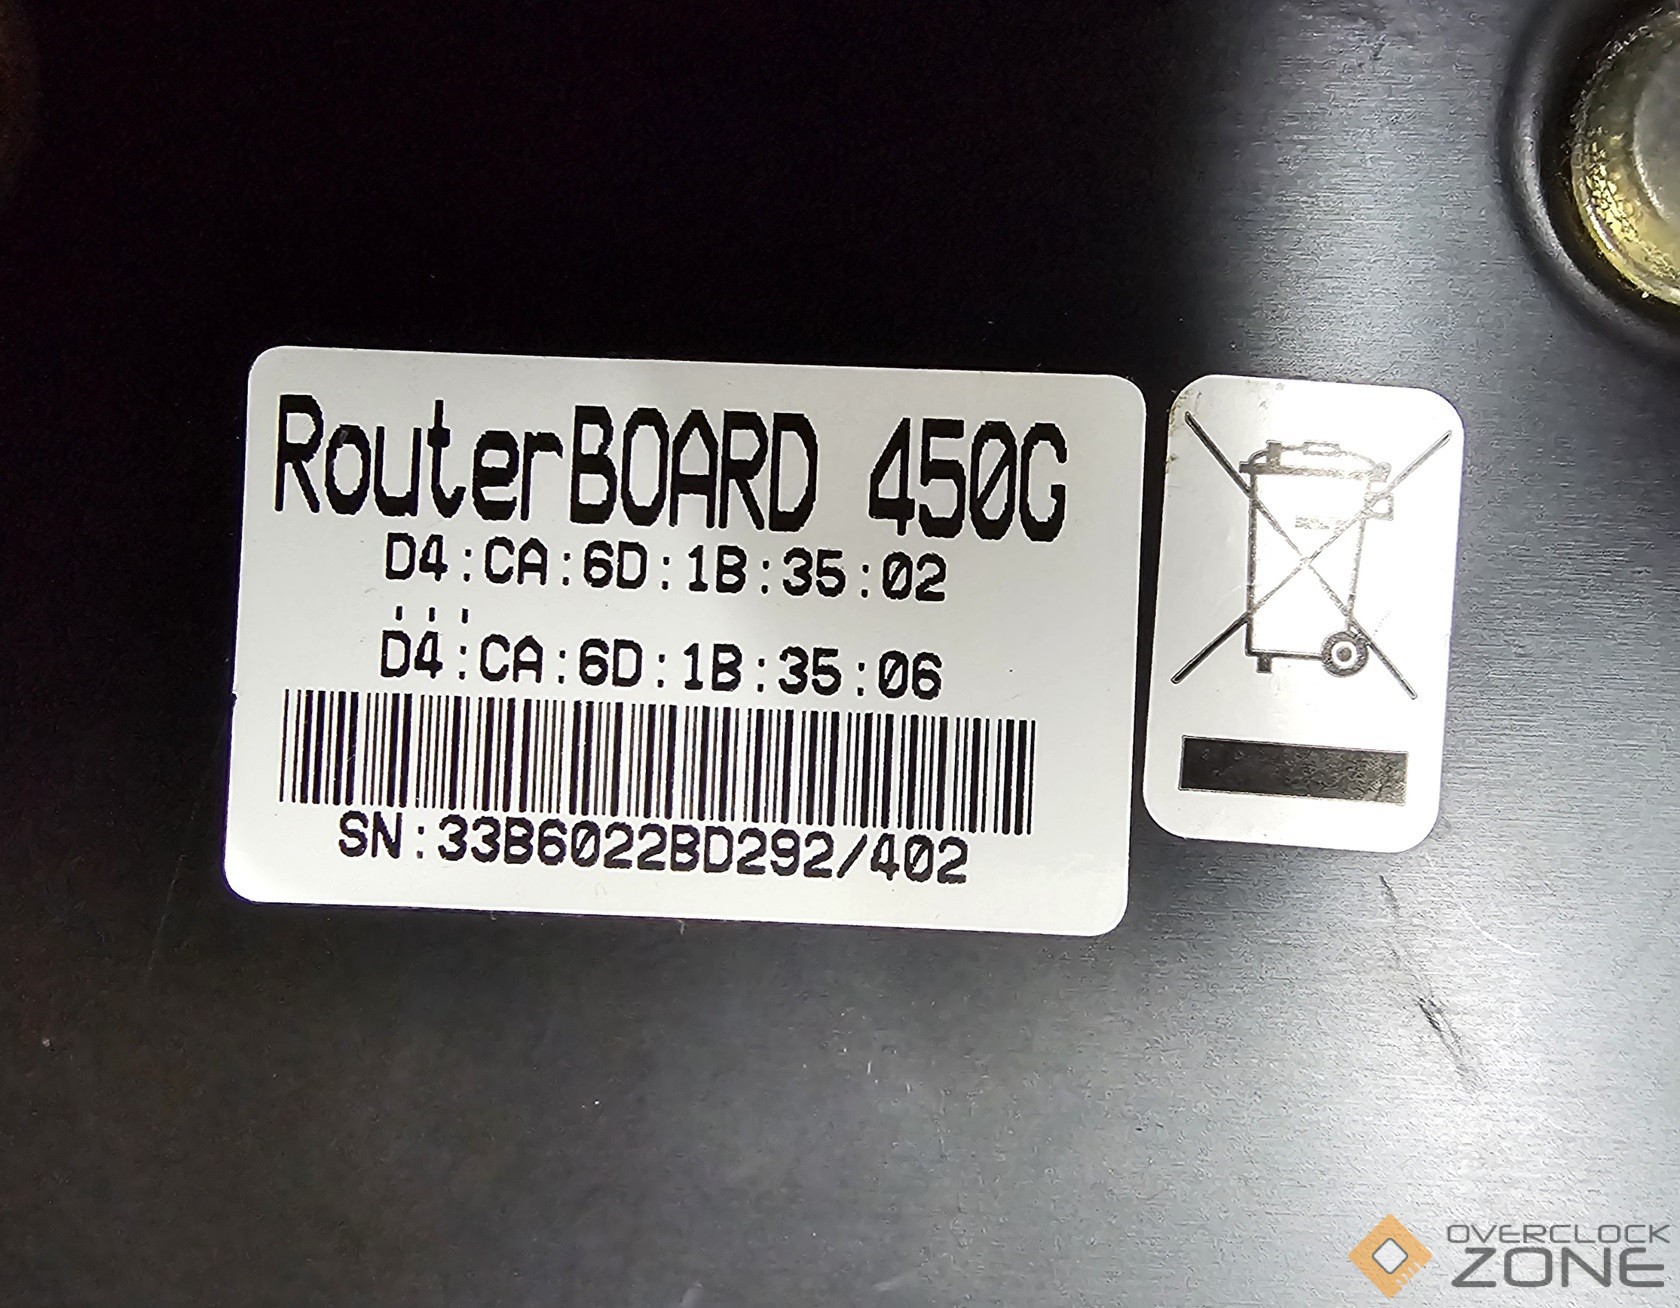 RouterBOARD 450G
D4:CA:6D:1B:35:02
...
D4:CA:6D:1B:35:06
SN:33B6022BD292/402
OVERCLOCK
ZONE